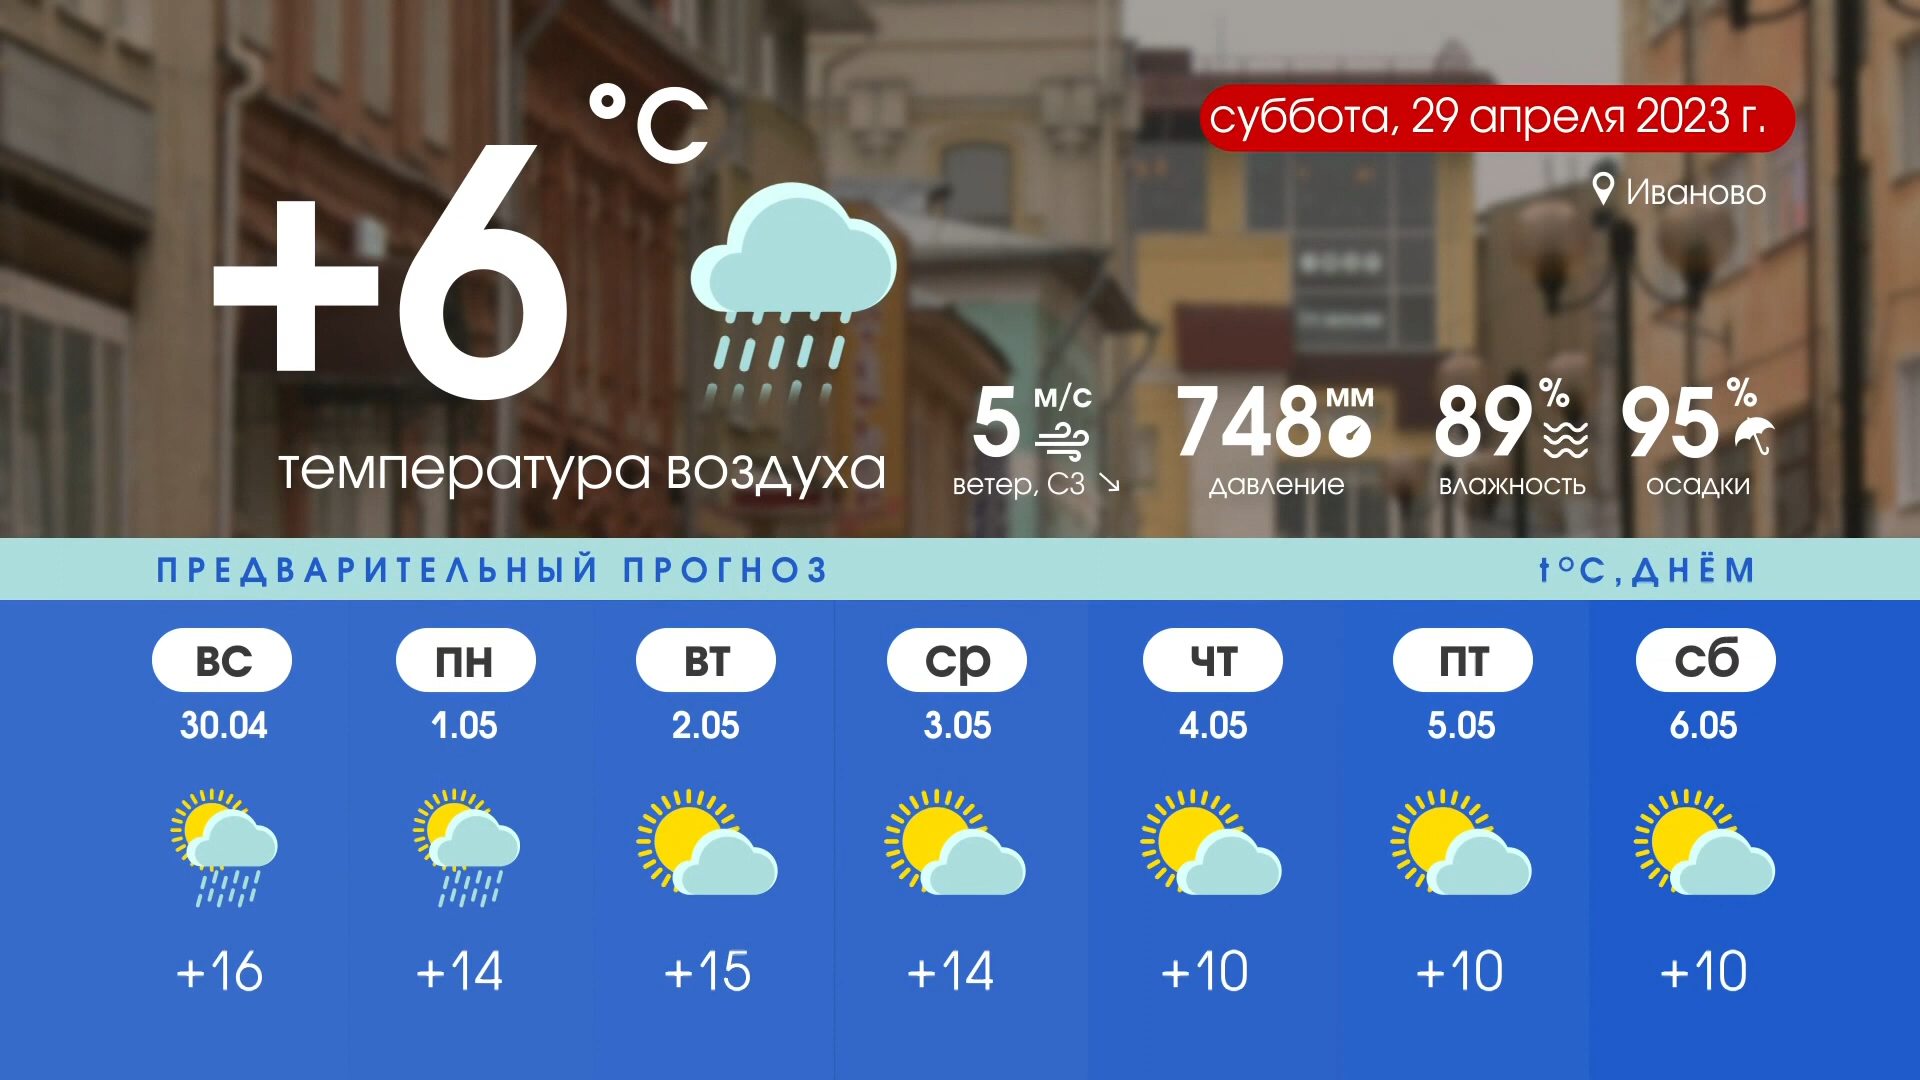 +6 °C
температура воздуха
суббота, 29 апреля 2023 г.
Иваново
5 м/с
ветер, СЗ ↘
748 мм
давление
89 %
влажность
95 %
осадки
ПРЕДВАРИТЕЛЬНЫЙ ПРОГНОЗ
t°C, ДНЁМ
вс пн вт ср чт пт сб
30.04 1.05 2.05 3.05 4.05 5.05 6.05
+16 +14 +15 +14 +10 +10 +10